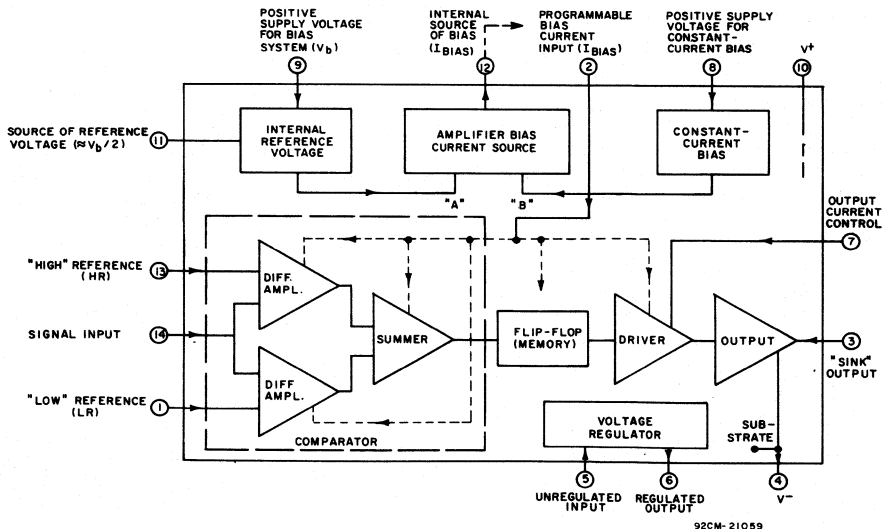 POSITIVE
SUPPLY VOLTAGE
FOR BIAS
SYSTEM (Vb)
9
INTERNAL
SOURCE
OF BIAS
(IBIAS)
12
PROGRAMMABLE
BIAS
CURRENT
INPUT (IBIAS)
2
POSITIVE SUPPLY
VOLTAGE FOR
CONSTANT-
CURRENT BIAS
8
V+
10
SOURCE OF REFERENCE
VOLTAGE (≈Vb/2)
11
INTERNAL
REFERENCE
VOLTAGE
AMPLIFIER BIAS
CURRENT SOURCE
CONSTANT-
CURRENT
BIAS
"A"
"B"
OUTPUT
CURRENT
CONTROL
7
"HIGH" REFERENCE
(HR)
13
DIFF.
AMPL.
SIGNAL INPUT
14
SUMMER
FLIP-FLOP
(MEMORY)
DRIVER
OUTPUT
3
"SINK"
OUTPUT
"LOW" REFERENCE
(LR)
1
DIFF
AMPL.
COMPARATOR
VOLTAGE
REGULATOR
SUB-
STRATE
5
UNREGULATED
INPUT
6
REGULATED
OUTPUT
4
V-
92CM-21059